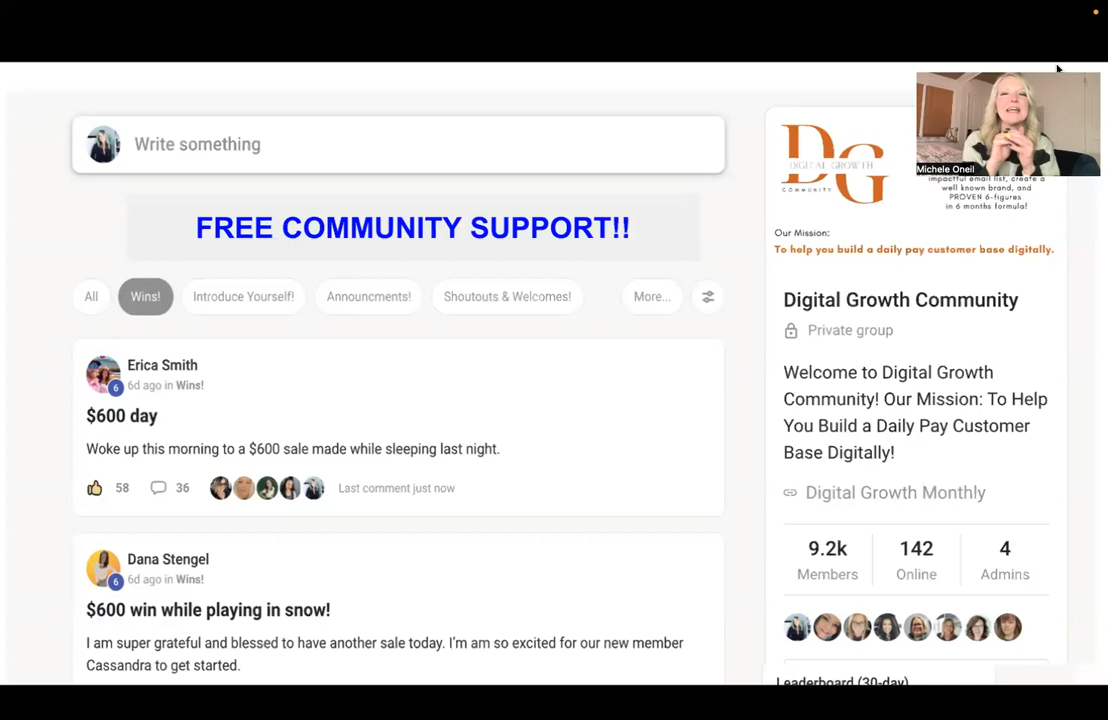 Write something
FREE COMMUNITY SUPPORT!!
All
Wins!
Introduce Yourself!
Announcments!
Shoutouts & Welcomes!
More...
Erica Smith
6
6d ago in Wins!
$600 day
Woke up this morning to a $600 sale made while sleeping last night.
58
36
Last comment just now
Dana Stengel
6
6d ago in Wins!
$600 win while playing in snow!
I am super grateful and blessed to have another sale today. I'm am so excited for our new member
Cassandra to get started.
Michele Oneil
DG
DIGITAL GROWTH
COMMUNITY
impactful email list, create a
well known brand, and
PROVEN 6-figures
in 6 months formula!
Our Mission:
To help you build a daily pay customer base digitally.
Digital Growth Community
Private group
Welcome to Digital Growth
Community! Our Mission: To Help
You Build a Daily Pay Customer
Base Digitally!
Digital Growth Monthly
9.2k
Members
142
Online
4
Admins
Leaderboard (30-day)